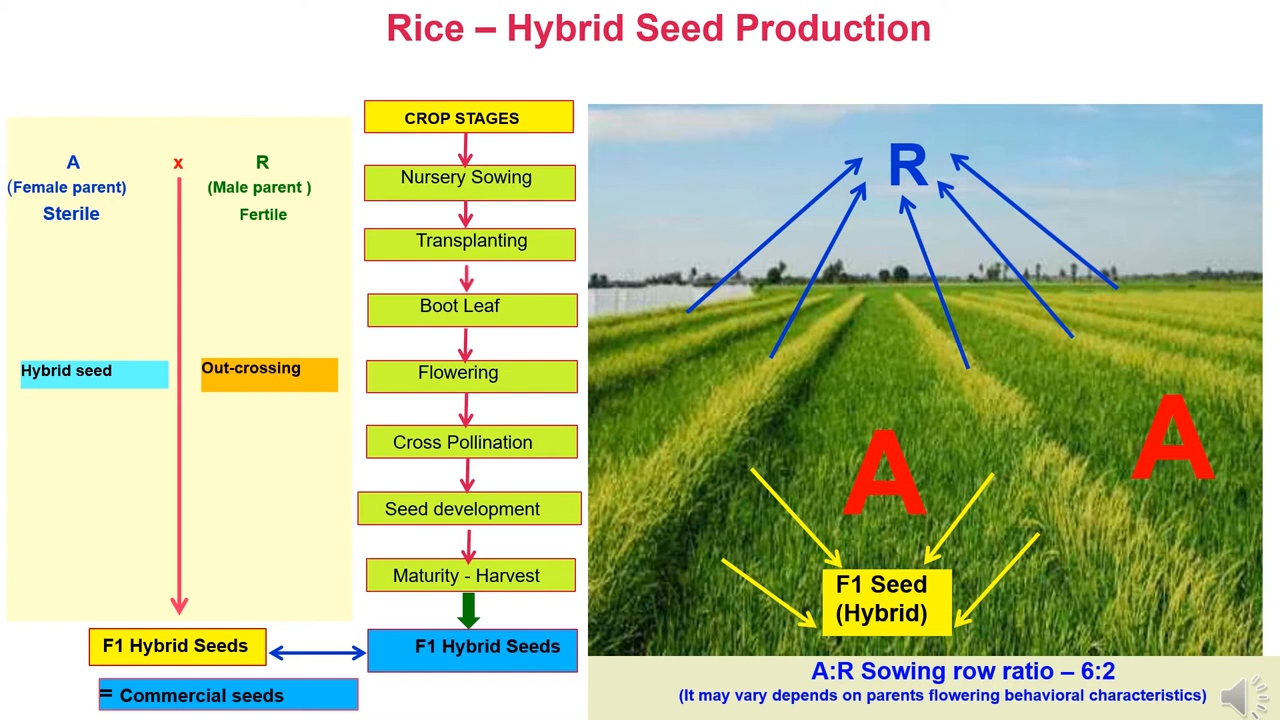 Rice – Hybrid Seed Production
A x R
(Female parent) (Male parent )
Sterile Fertile
Hybrid seed Out-crossing
F1 Hybrid Seeds
= Commercial seeds
CROP STAGES
Nursery Sowing
Transplanting
Boot Leaf
Flowering
Cross Pollination
Seed development
Maturity - Harvest
F1 Hybrid Seeds
R
A
A
F1 Seed
(Hybrid)
A:R Sowing row ratio – 6:2
(It may vary depends on parents flowering behavioral characteristics)